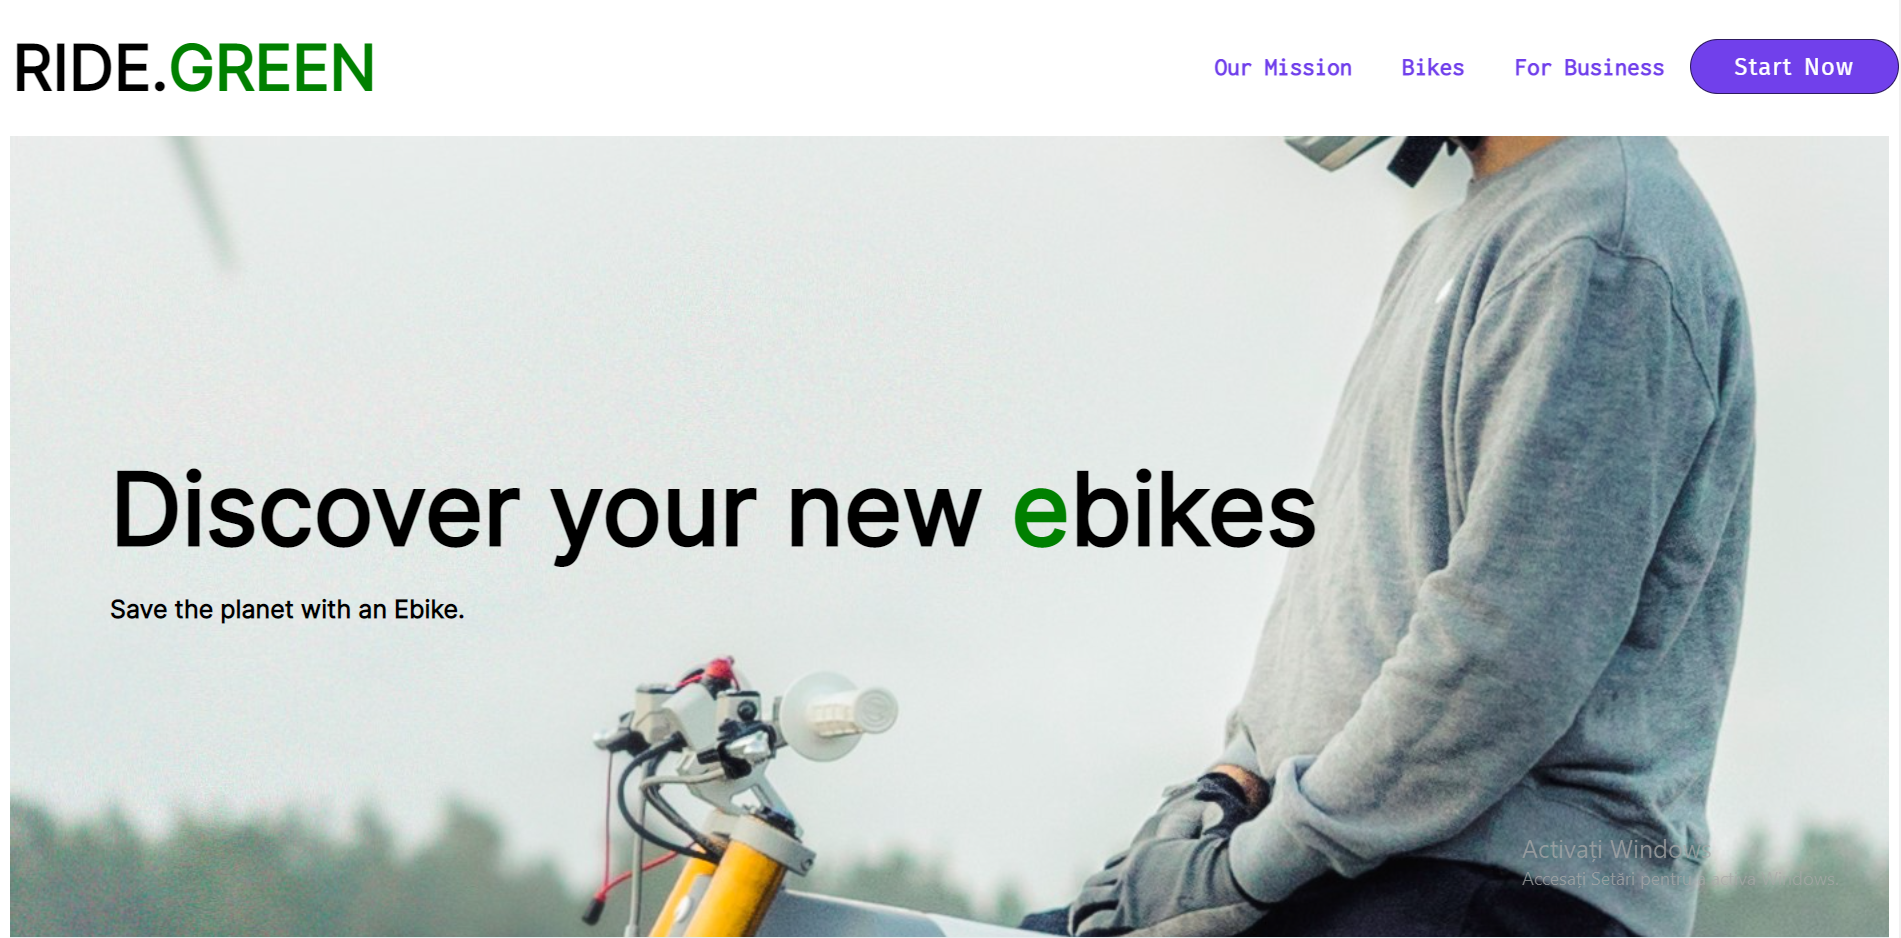 RIDE.GREEN
Our Mission Bikes For Business Start Now
Discover your new ebikes
Save the planet with an Ebike.
Activați Windows
Accesați Setări pentru a activa Windows.